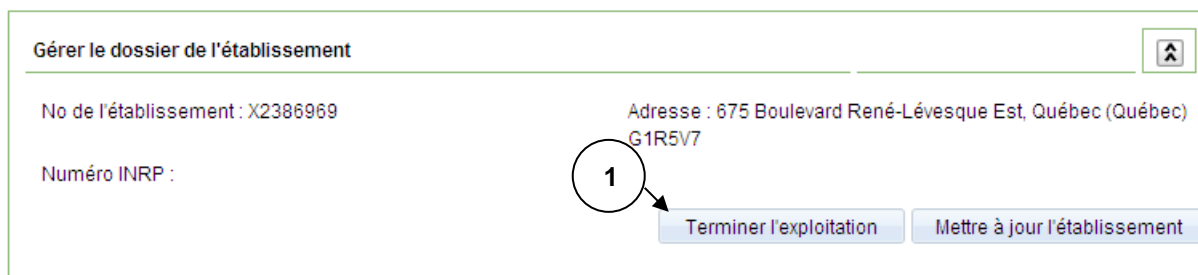 Gérer le dossier de l'établissement
No de l'établissement : X2386969
Adresse : 675 Boulevard René-Lévesque Est, Québec (Québec)
G1R5V7
Numéro INRP :
1
Terminer l'exploitation
Mettre à jour l'établissement